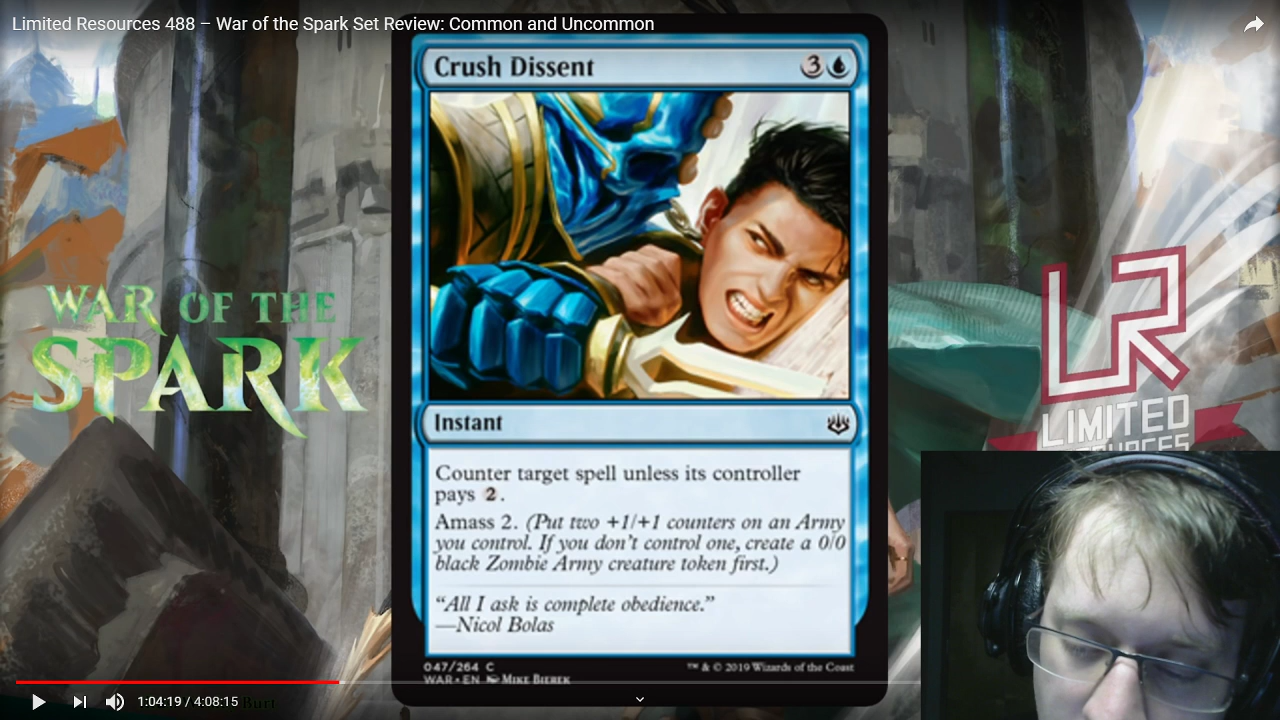 Limited Resources 488 – War of the Spark Set Review: Common and Uncommon
Crush Dissent 3
WAR OF THE
SPARK
LR
LIMITED
Instant
Counter target spell unless its controller
pays 2.
Amass 2. (Put two +1/+1 counters on an Army
you control. If you don't control one, create a 0/0
black Zombie Army creature token first.)
“All I ask is complete obedience.”
—Nicol Bolas
047/264 C
WAR • EN Mike Bierek
™ & © 2019 Wizards of the Coast
1:04:19 / 4:08:15